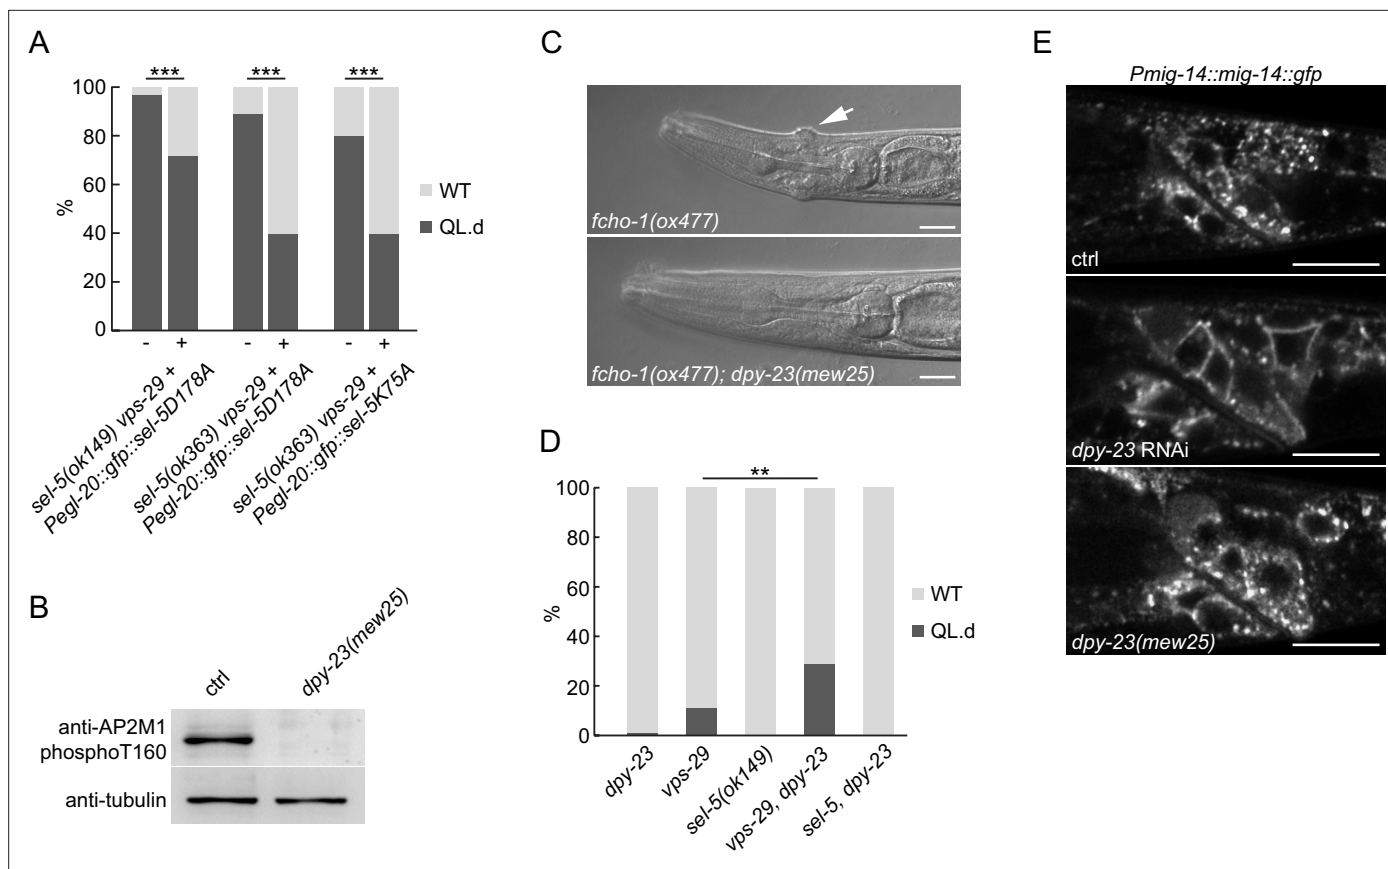 A
***
***
***
100
80
60
40
20
0
%
WT
QL.d
-
+
-
+
-
+
sel-5(ok149) vps-29 +
Pegl-20::gfp::sel-5D178A
sel-5(ok363) vps-29 +
Pegl-20::gfp::sel-5D178A
sel-5(ok363) vps-29 +
Pegl-20::gfp::sel-5K75A
B
ctrl
dpy-23(mew25)
anti-AP2M1
phosphoT160
anti-tubulin
C
fcho-1(ox477)
fcho-1(ox477); dpy-23(mew25)
D
**
100
80
60
40
20
0
%
WT
QL.d
dpy-23
vps-29
sel-5(ok149)
vps-29, dpy-23
sel-5, dpy-23
E
Pmig-14::mig-14::gfp
ctrl
dpy-23 RNAi
dpy-23(mew25)